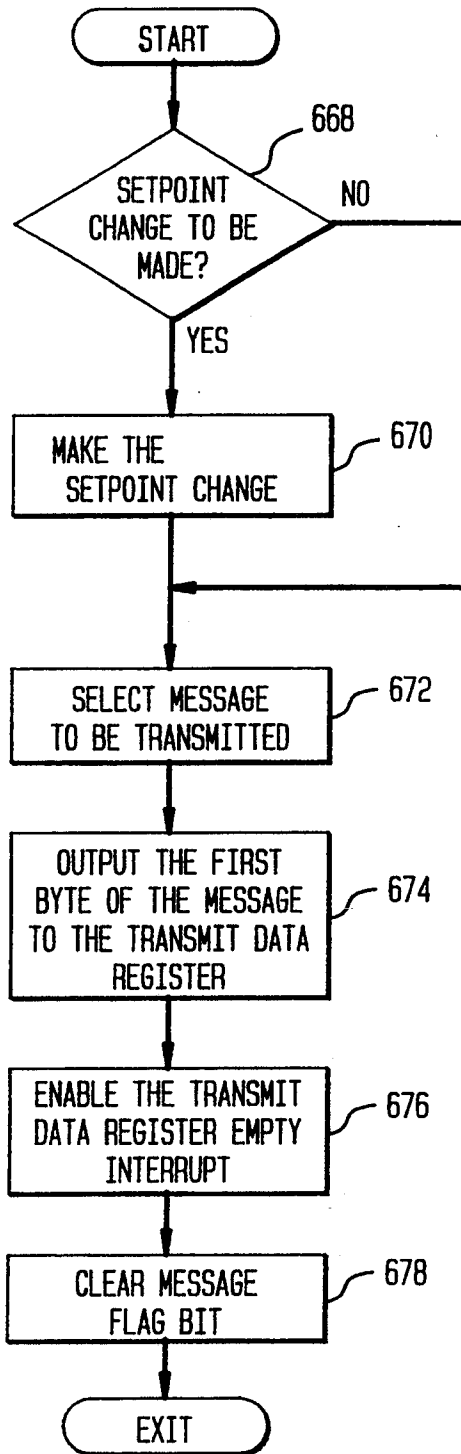 START
668
SETPOINT
CHANGE TO BE
MADE?
NO
YES
MAKE THE
SETPOINT CHANGE
670
SELECT MESSAGE
TO BE TRANSMITTED
672
OUTPUT THE FIRST
BYTE OF THE MESSAGE
TO THE TRANSMIT DATA
REGISTER
674
ENABLE THE TRANSMIT
DATA REGISTER EMPTY
INTERRUPT
676
CLEAR MESSAGE
FLAG BIT
678
EXIT